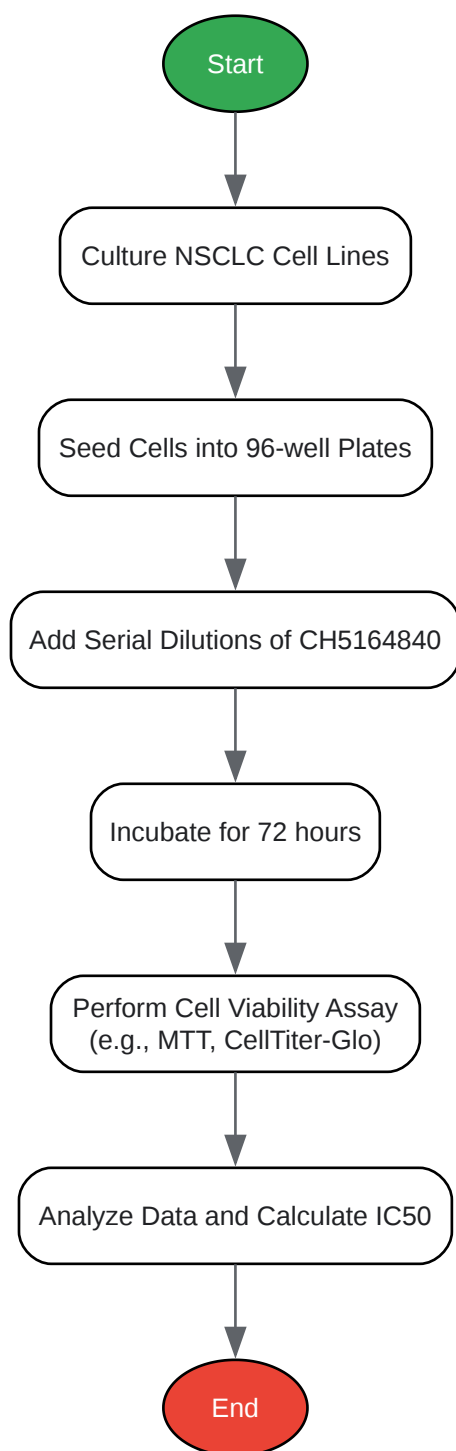 Start
Culture NSCLC Cell Lines
Seed Cells into 96-well Plates
Add Serial Dilutions of CH5164840
Incubate for 72 hours
Perform Cell Viability Assay
(e.g., MTT, CellTiter-Glo)
Analyze Data and Calculate IC50
End